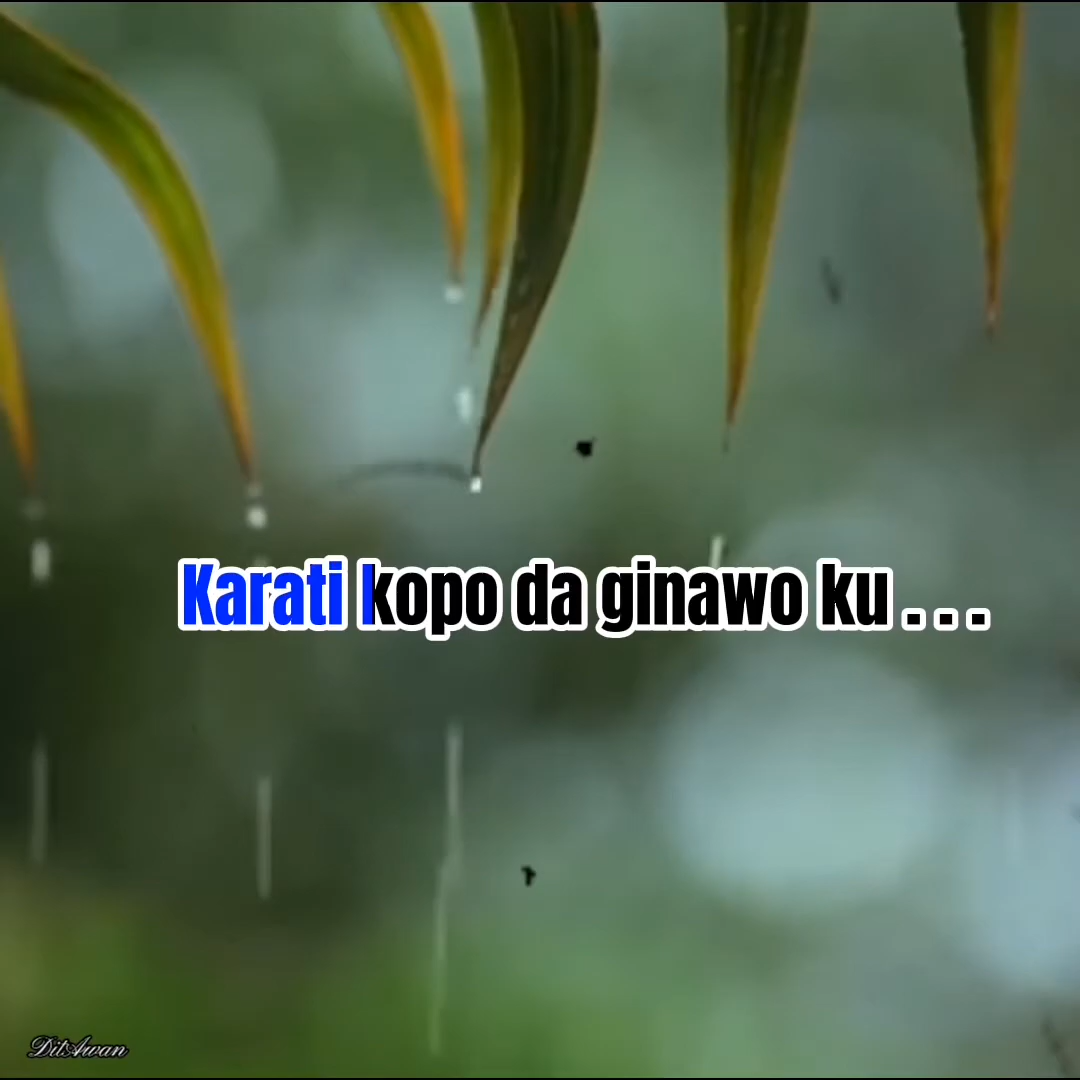 Karati kopo da ginawo ku . . .
DitAwan